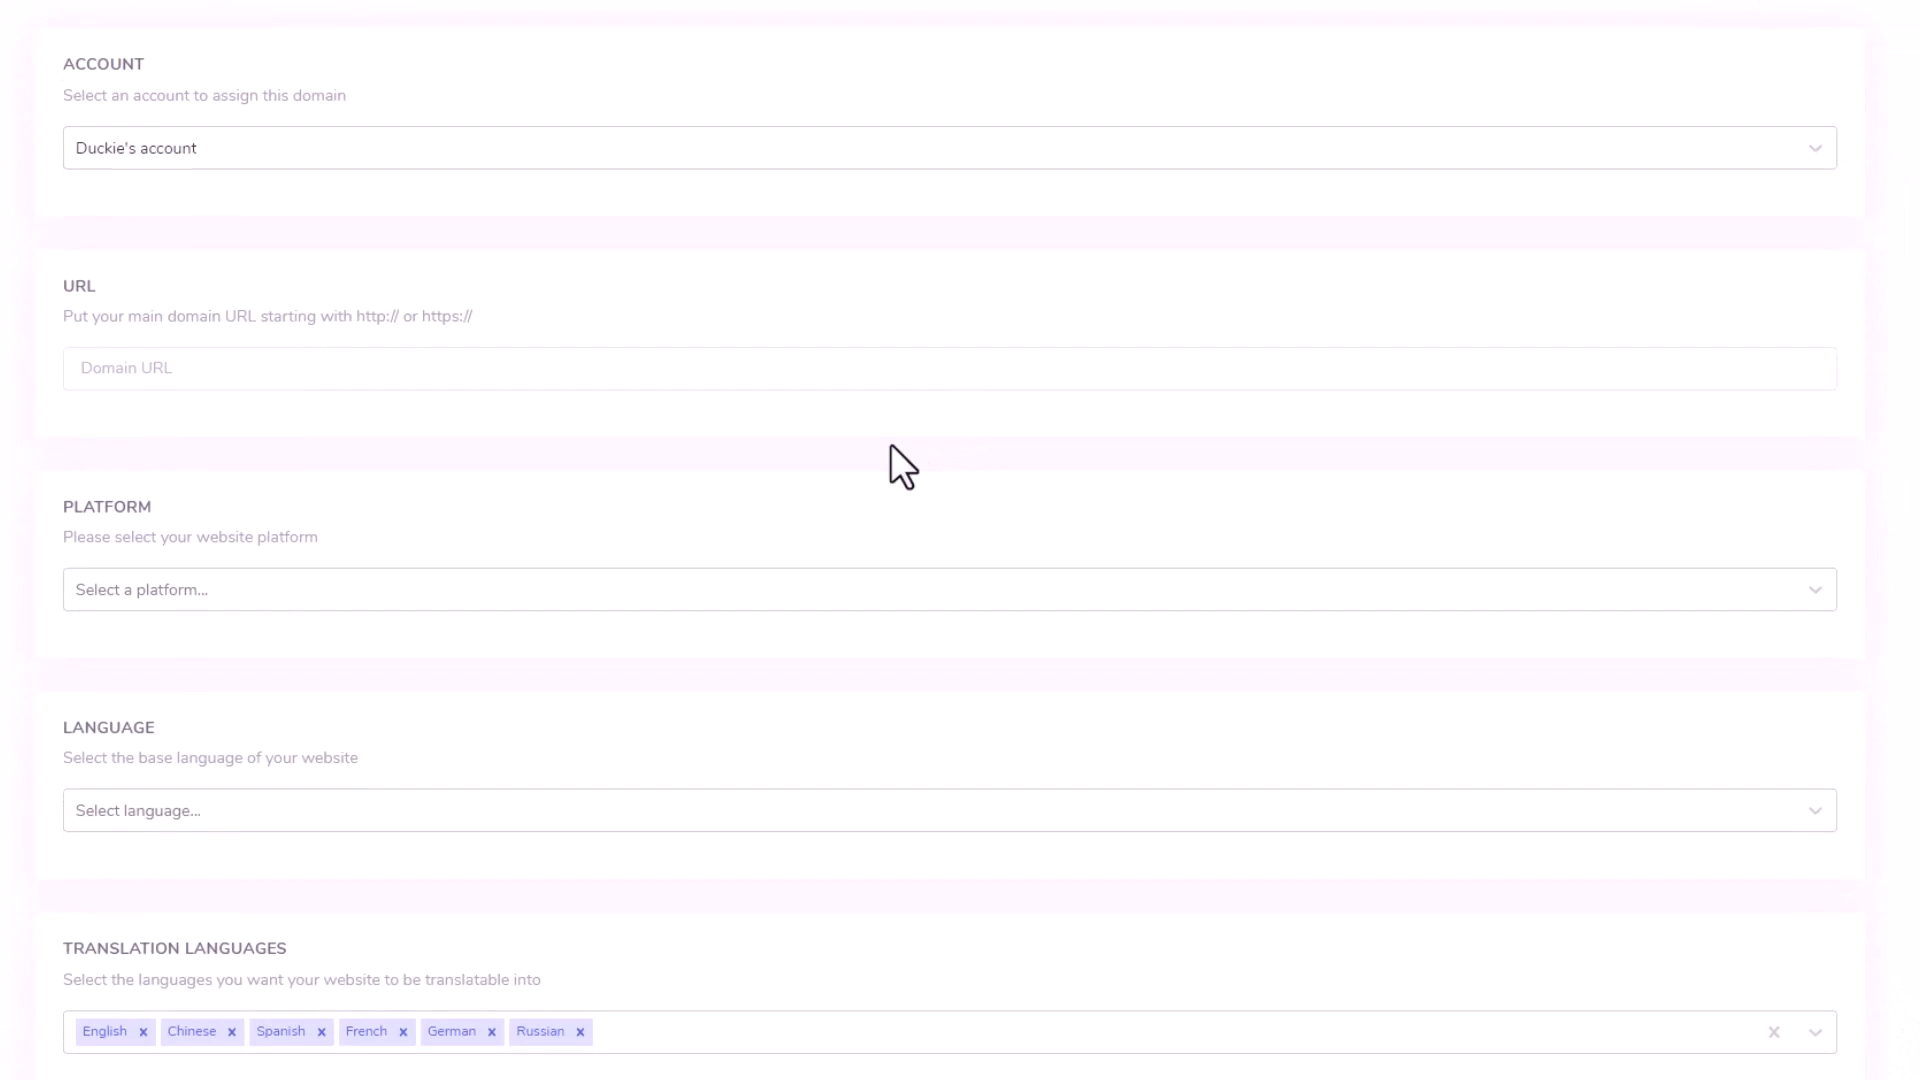 ACCOUNT
Select an account to assign this domain
Duckie's account
URL
Put your main domain URL starting with http:// or https://
Domain URL
PLATFORM
Please select your website platform
Select a platform...
LANGUAGE
Select the base language of your website
Select language...
TRANSLATION LANGUAGES
Select the languages you want your website to be translatable into
English x Chinese x Spanish x French x German x Russian x